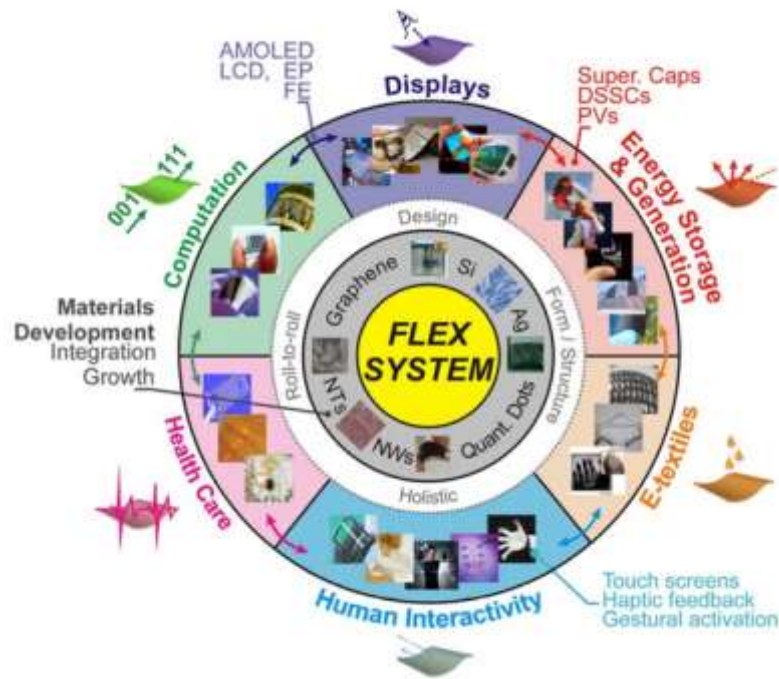 AMOLED
LCD, EP
FE
Displays
Super. Caps
DSSCs
PVs
Energy Storage
& Generation
001
111
Computation
Design
Graphene
Si
Ag
Form / Structure
Roll-to-roll
Materials
Development
Integration
Growth
FLEX
SYSTEM
NTs
NWs
Quant. Dots
Holistic
E-textiles
Health Care
Human Interactivity
Touch screens
Haptic feedback
Gestural activation